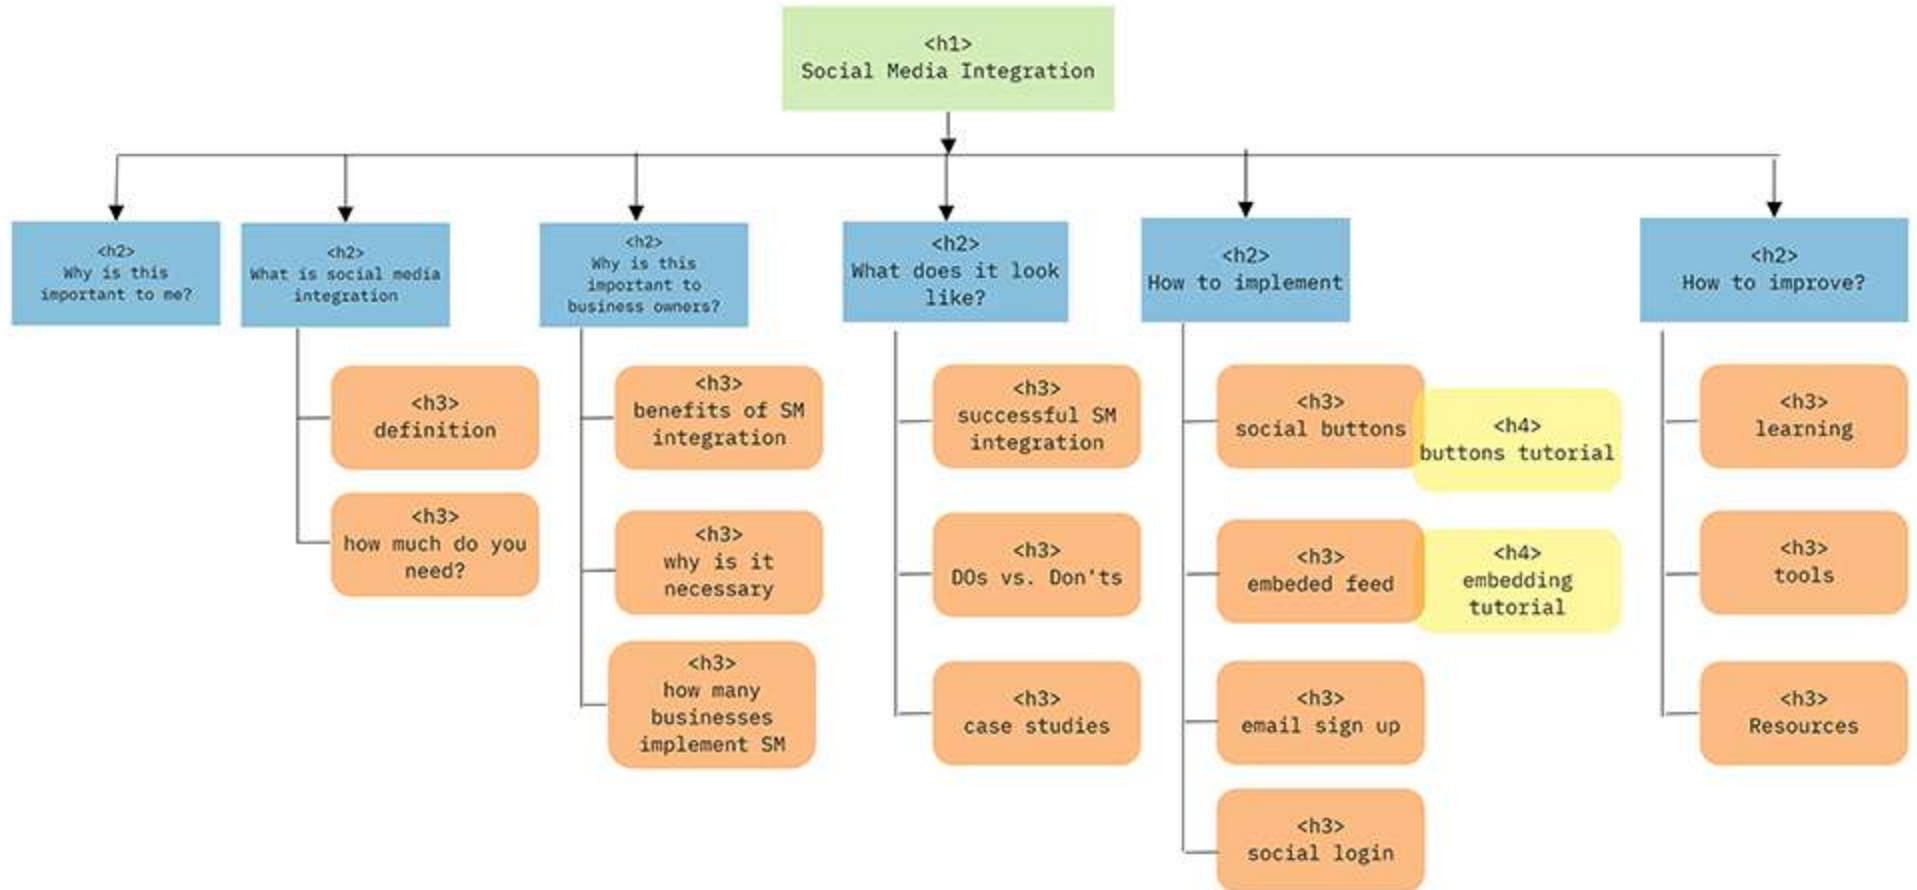 <h1>
Social Media Integration
<h2>
Why is this
important to me?
<h2>
What is social media
integration
<h2>
Why is this
important to
business owners?
<h2>
What does it look
like?
<h2>
How to implement
<h2>
How to improve?
<h3>
definition
<h3>
how much do you
need?
<h3>
benefits of SM
integration
<h3>
why is it
necessary
<h3>
how many
businesses
implement SM
<h3>
successful SM
integration
<h3>
DOs vs. Don'ts
<h3>
case studies
<h3>
social buttons
<h4>
buttons tutorial
<h3>
embeded feed
<h4>
embedding
tutorial
<h3>
email sign up
<h3>
social login
<h3>
learning
<h3>
tools
<h3>
Resources